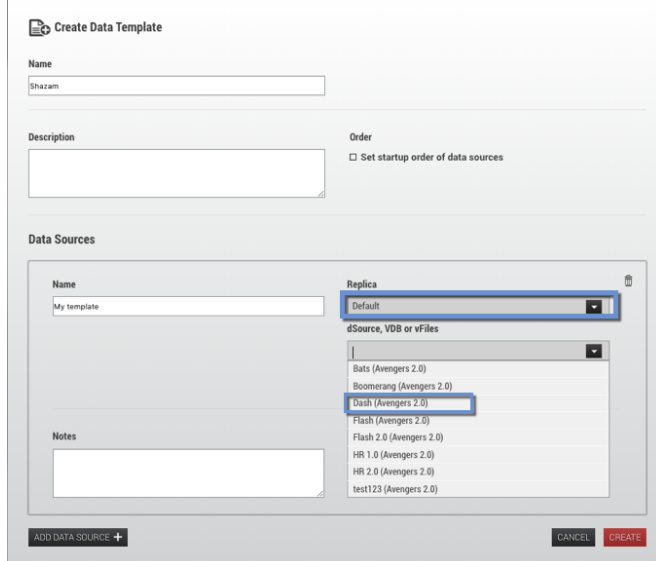 Create Data Template
Name
Shazam
Description
Order
Set startup order of data sources
Data Sources
Name
My template
Replica
Default
dSource, VDB or vFiles
Bats (Avengers 2.0)
Boomerang (Avengers 2.0)
Dash (Avengers 2.0)
Flash (Avengers 2.0)
Flash 2.0 (Avengers 2.0)
HR 1.0 (Avengers 2.0)
HR 2.0 (Avengers 2.0)
test123 (Avengers 2.0)
Notes
ADD DATA SOURCE +
CANCEL
CREATE